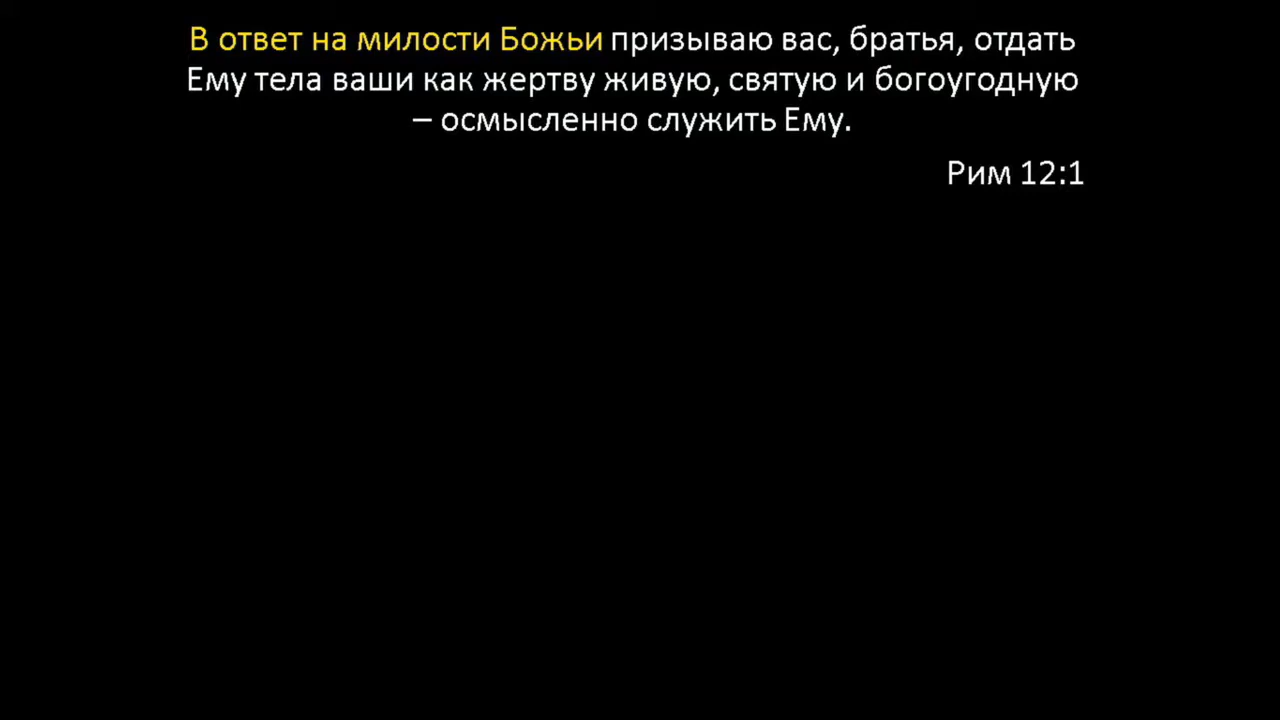 В ответ на милости Божьи призываю вас, братья, отдать
Ему тела ваши как жертву живую, святую и богоугодную
– осмысленно служить Ему.
Рим 12:1